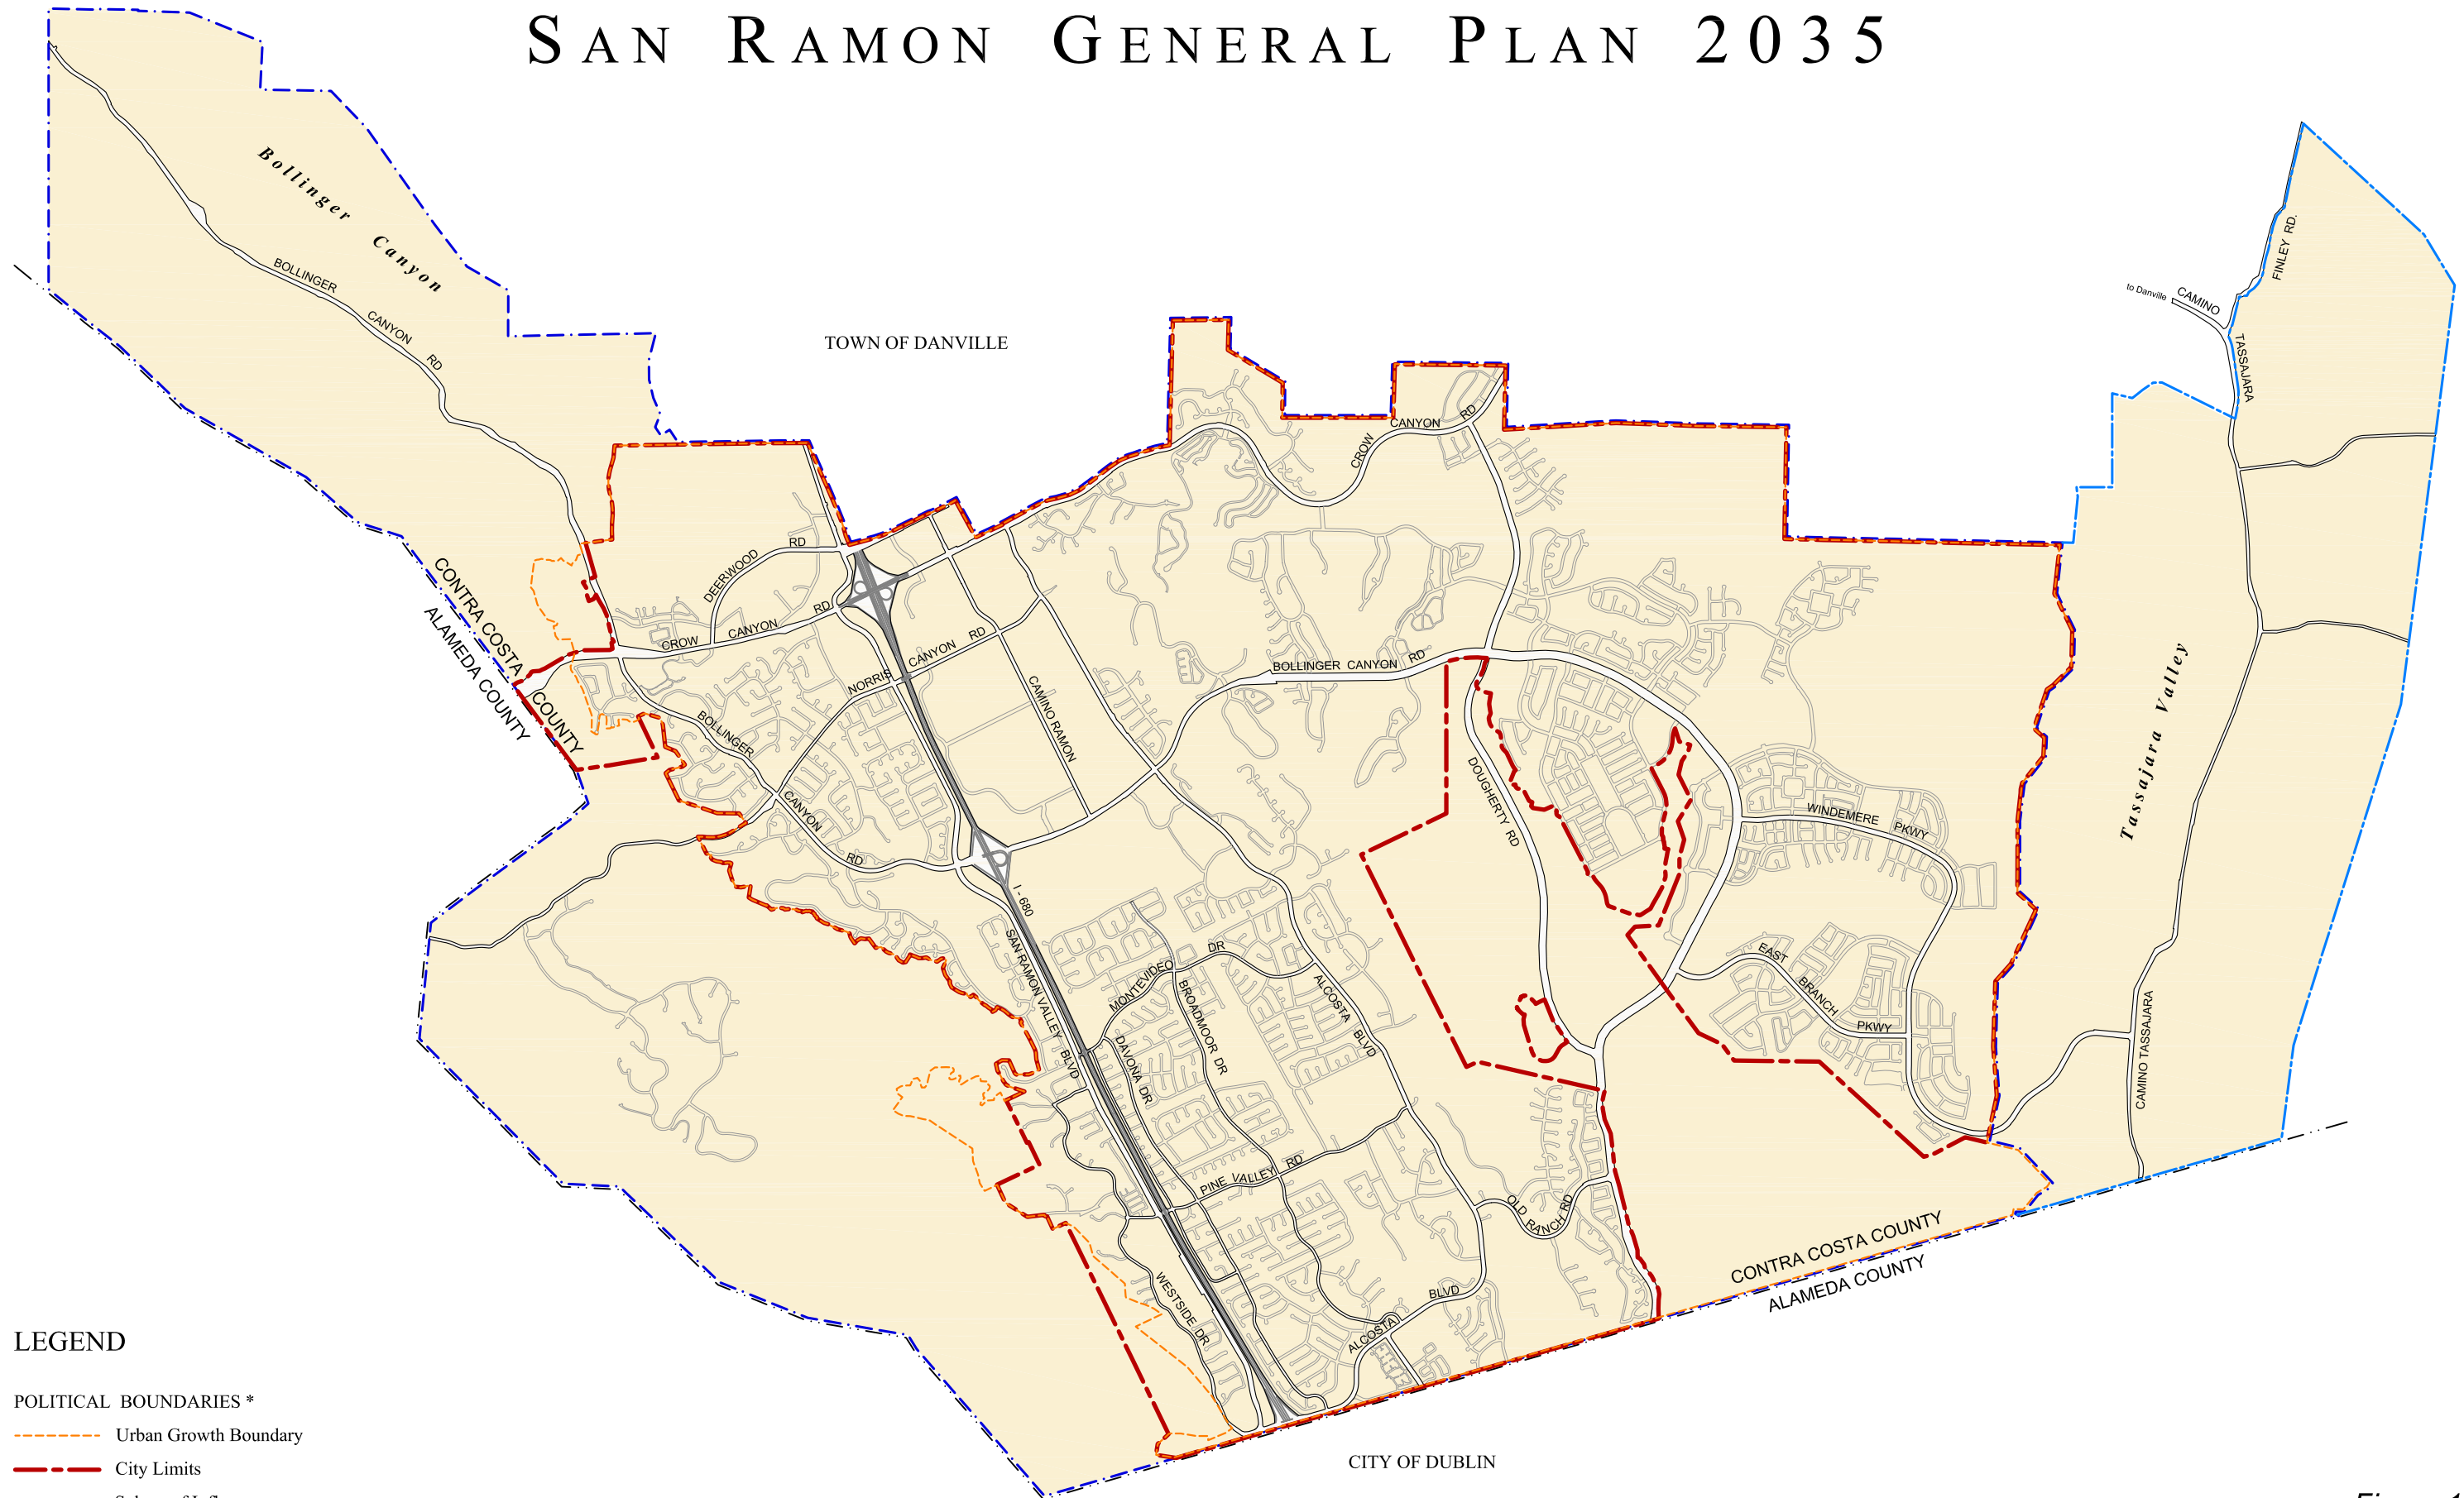 SAN RAMON GENERAL PLAN 2035
Bollinger Canyon
BOLLINGER CANYON RD
TOWN OF DANVILLE
FINLEY RD.
to Danville
CAMINO
TASSAJARA
CANYON RD
CROW
DEERWOOD RD
CROW CANYON RD
CONTRA COSTA COUNTY
ALAMEDA COUNTY
NORRIS CANYON RD
CAMINO RAMON
BOLLINGER CANYON RD
BOLLINGER CANYON RD
DOUGHERTY RD
Tassajara Valley
WINDEMERE PKWY
I - 680
SAN RAMON VALLEY BLVD
MONTEVIDEO DR
BROADMOOR DR
DAVONA DR
ALCOSTA BLVD
EAST BRANCH PKWY
CAMINO TASSAJARA
PINE VALLEY RD
OLD RANCH RD
WESTSIDE DR
ALCOSTA BLVD
CONTRA COSTA COUNTY
ALAMEDA COUNTY
CITY OF DUBLIN
LEGEND
POLITICAL BOUNDARIES *
Urban Growth Boundary
City Limits